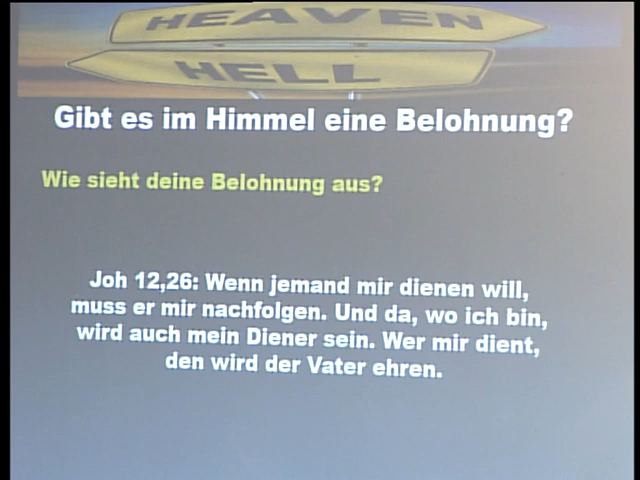 HEAVEN
HELL
Gibt es im Himmel eine Belohnung?
Wie sieht deine Belohnung aus?
Joh 12,26: Wenn jemand mir dienen will,
muss er mir nachfolgen. Und da, wo ich bin,
wird auch mein Diener sein. Wer mir dient,
den wird der Vater ehren.